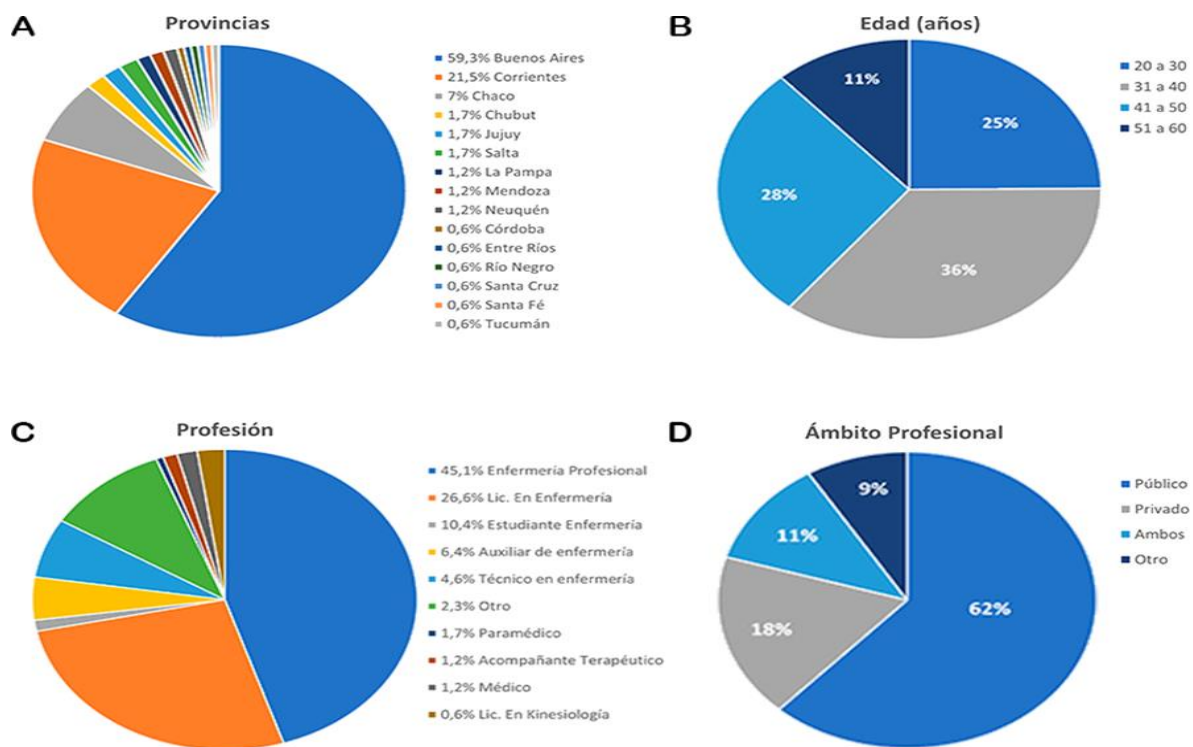 A
Provincias
59,3% Buenos Aires
21,5% Corrientes
7% Chaco
1,7% Chubut
1,7% Jujuy
1,7% Salta
1,2% La Pampa
1,2% Mendoza
1,2% Neuquén
0,6% Córdoba
0,6% Entre Ríos
0,6% Río Negro
0,6% Santa Cruz
0,6% Santa Fé
0,6% Tucumán
B
Edad (años)
11%
25%
28%
36%
20 a 30
31 a 40
41 a 50
51 a 60
C
Profesión
45,1% Enfermería Profesional
26,6% Lic. En Enfermería
10,4% Estudiante Enfermería
6,4% Auxiliar de enfermería
4,6% Técnico en enfermería
2,3% Otro
1,7% Paramédico
1,2% Acompañante Terapéutico
1,2% Médico
0,6% Lic. En Kinesiología
D
Ámbito Profesional
9%
11%
18%
62%
Público
Privado
Ambos
Otro